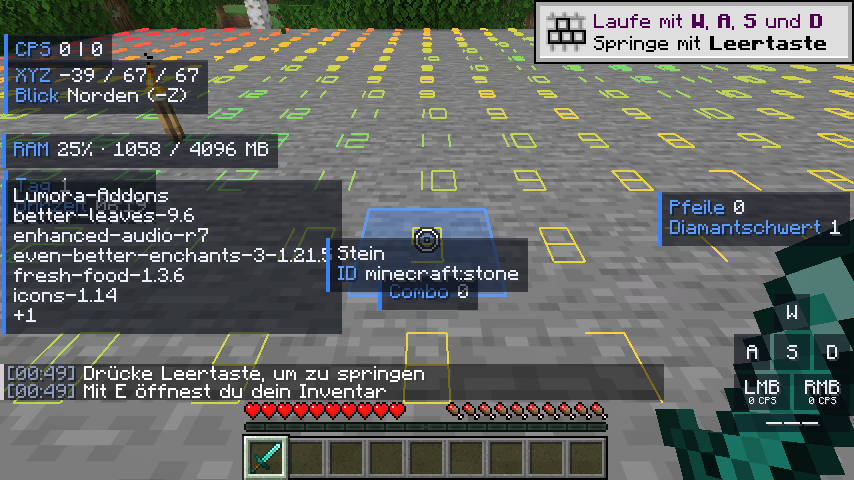 Laufe mit W, A, S und D
Springe mit Leertaste
CPS 0 | 0
XYZ -39 / 67 / 67
Blick Norden (-Z)
RAM 25% · 1058 / 4096 MB
Tag 1
Lumora-Addons
better-leaves-9.6
enhanced-audio-r7
even-better-enchants-3-1.21.5
fresh-food-1.3.6
icons-1.14
+1
Pfeile 0
Diamantschwert 1
Stein
ID minecraft:stone
Combo 0
W
A S D
LMB RMB
0 CPS 0 CPS
[00:49] Drücke Leertaste, um zu springen
[00:49] Mit E öffnest du dein Inventar